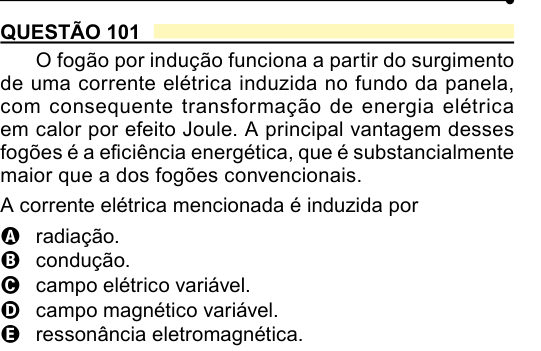 QUESTÃO 101
O fogão por indução funciona a partir do surgimento
de uma corrente elétrica induzida no fundo da panela,
com consequente transformação de energia elétrica
em calor por efeito Joule. A principal vantagem desses
fogões é a eficiência energética, que é substancialmente
maior que a dos fogões convencionais.
A corrente elétrica mencionada é induzida por
A radiação.
B condução.
C campo elétrico variável.
D campo magnético variável.
E ressonância eletromagnética.